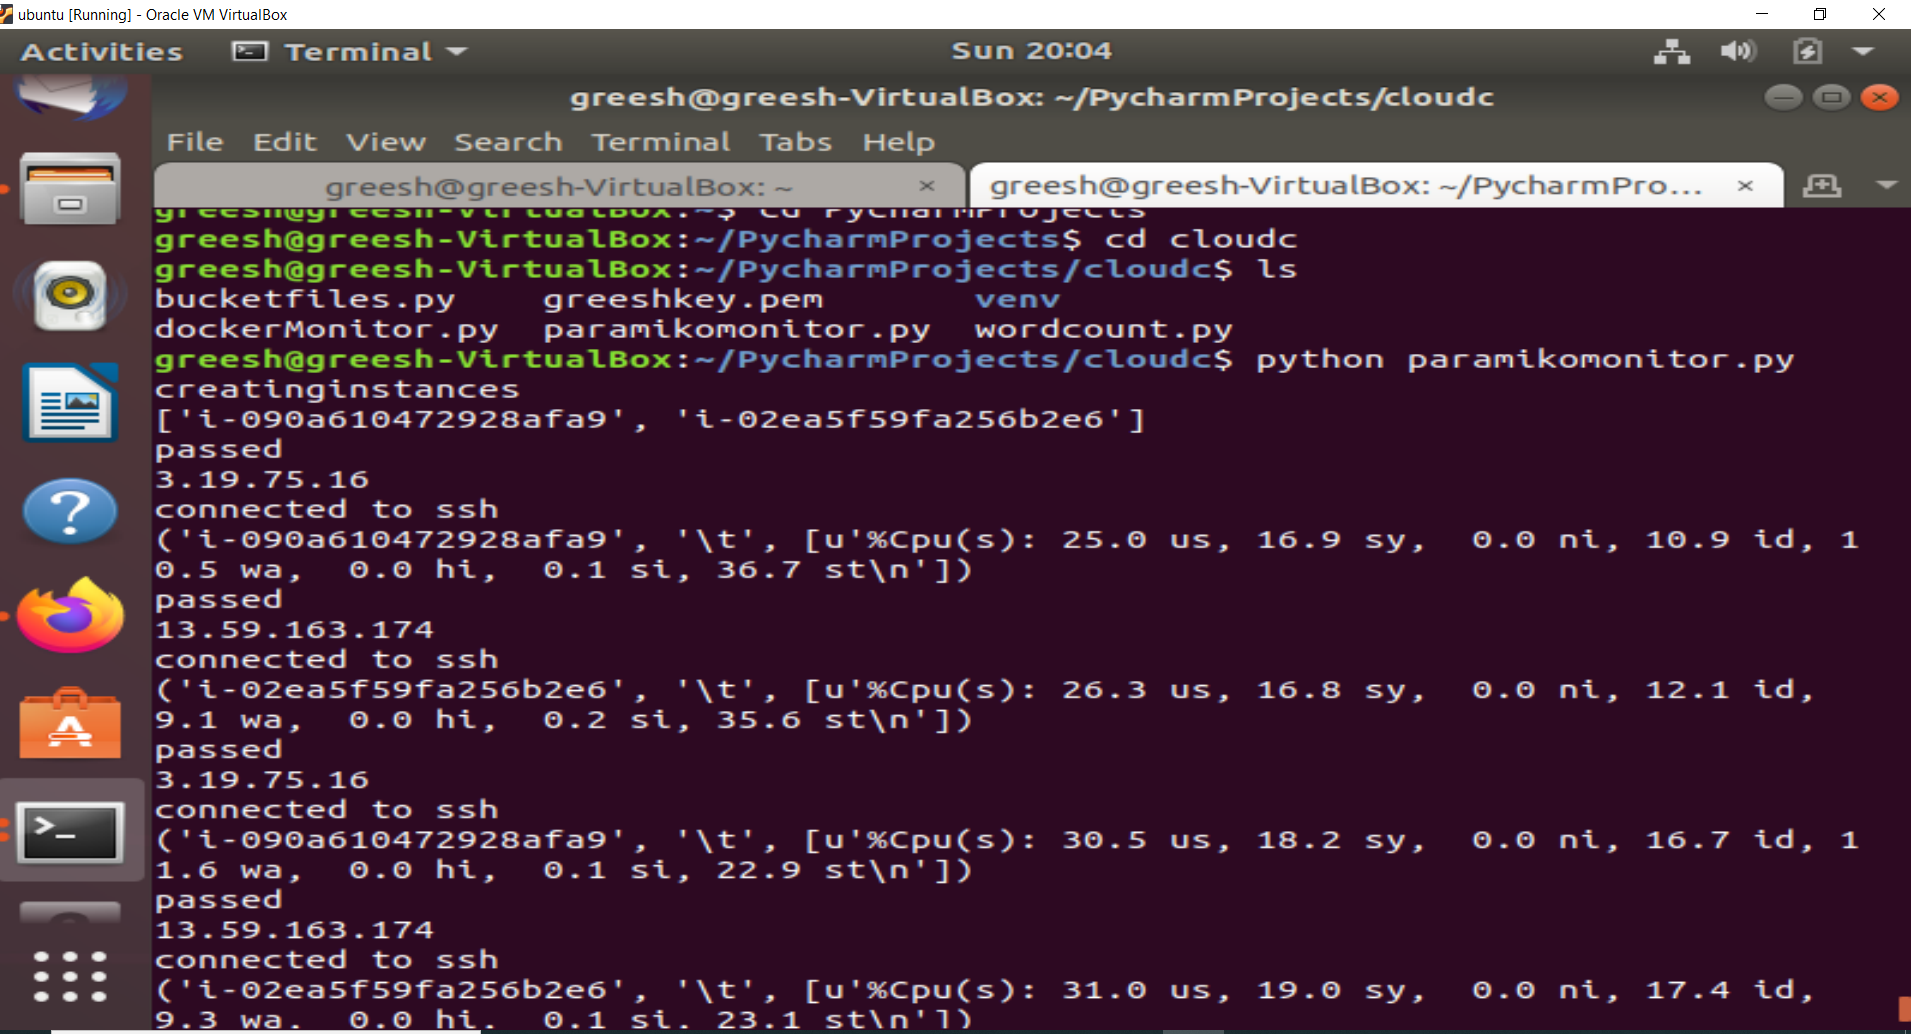 ubuntu [Running] - Oracle VM VirtualBox
Activities Terminal Sun 20:04
greesh@greesh-VirtualBox: ~/PycharmProjects/cloudc
File Edit View Search Terminal Tabs Help
greesh@greesh-VirtualBox: ~ × greesh@greesh-VirtualBox: ~/PycharmPro... ×
greesh@greesh-VirtualBox:~$ cd PycharmProjects
greesh@greesh-VirtualBox:~/PycharmProjects$ cd cloudc
greesh@greesh-VirtualBox:~/PycharmProjects/cloudc$ ls
bucketfiles.py greeshkey.pem venv
dockerMonitor.py paramikomonitor.py wordcount.py
greesh@greesh-VirtualBox:~/PycharmProjects/cloudc$ python paramikomonitor.py
creatinginstances
['i-090a610472928afa9', 'i-02ea5f59fa256b2e6']
passed
3.19.75.16
connected to ssh
('i-090a610472928afa9', '\t', [u'%Cpu(s): 25.0 us, 16.9 sy,  0.0 ni, 10.9 id, 1
0.5 wa,  0.0 hi,  0.1 si, 36.7 st\n'])
passed
13.59.163.174
connected to ssh
('i-02ea5f59fa256b2e6', '\t', [u'%Cpu(s): 26.3 us, 16.8 sy,  0.0 ni, 12.1 id,
9.1 wa,  0.0 hi,  0.2 si, 35.6 st\n'])
passed
3.19.75.16
connected to ssh
('i-090a610472928afa9', '\t', [u'%Cpu(s): 30.5 us, 18.2 sy,  0.0 ni, 16.7 id, 1
1.6 wa,  0.0 hi,  0.1 si, 22.9 st\n'])
passed
13.59.163.174
connected to ssh
('i-02ea5f59fa256b2e6', '\t', [u'%Cpu(s): 31.0 us, 19.0 sy,  0.0 ni, 17.4 id,
9.3 wa,  0.0 hi,  0.1 si, 23.1 st\n'])